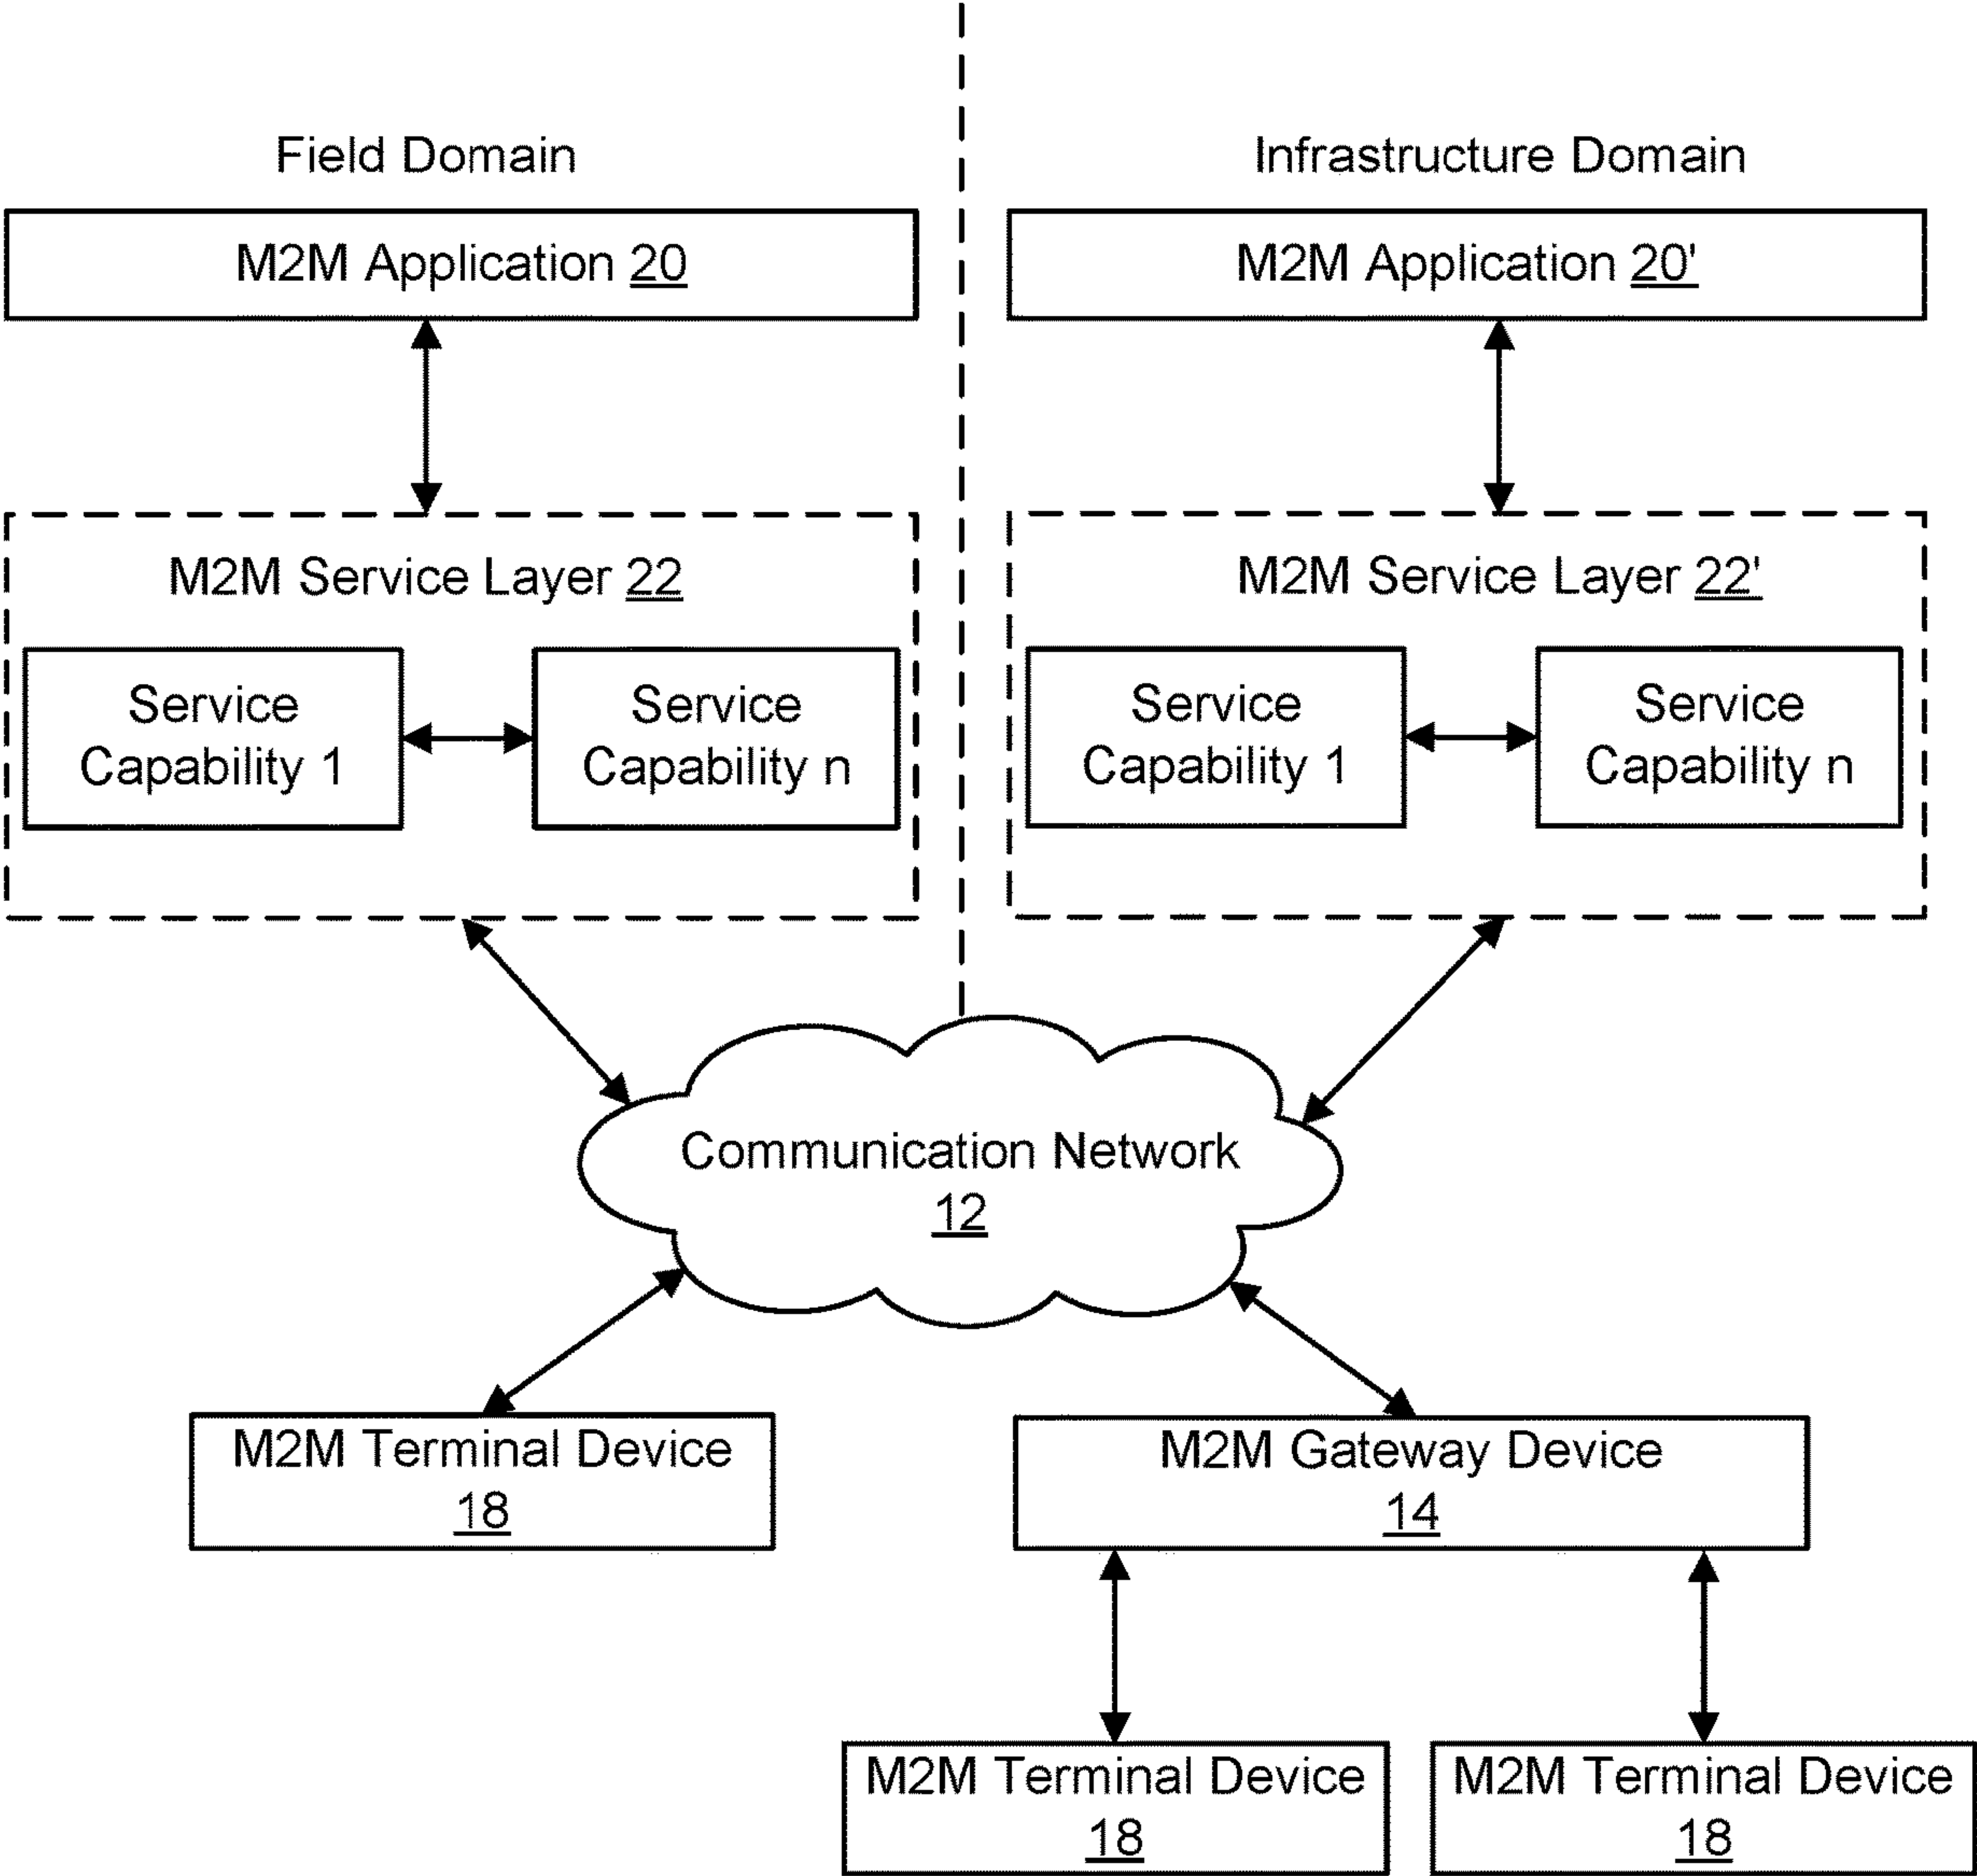 Field Domain
Infrastructure Domain
M2M Application 20
M2M Application 20'
M2M Service Layer 22
M2M Service Layer 22'
Service
Capability 1
Service
Capability n
Service
Capability 1
Service
Capability n
Communication Network
12
M2M Terminal Device
18
M2M Gateway Device
14
M2M Terminal Device
18
M2M Terminal Device
18